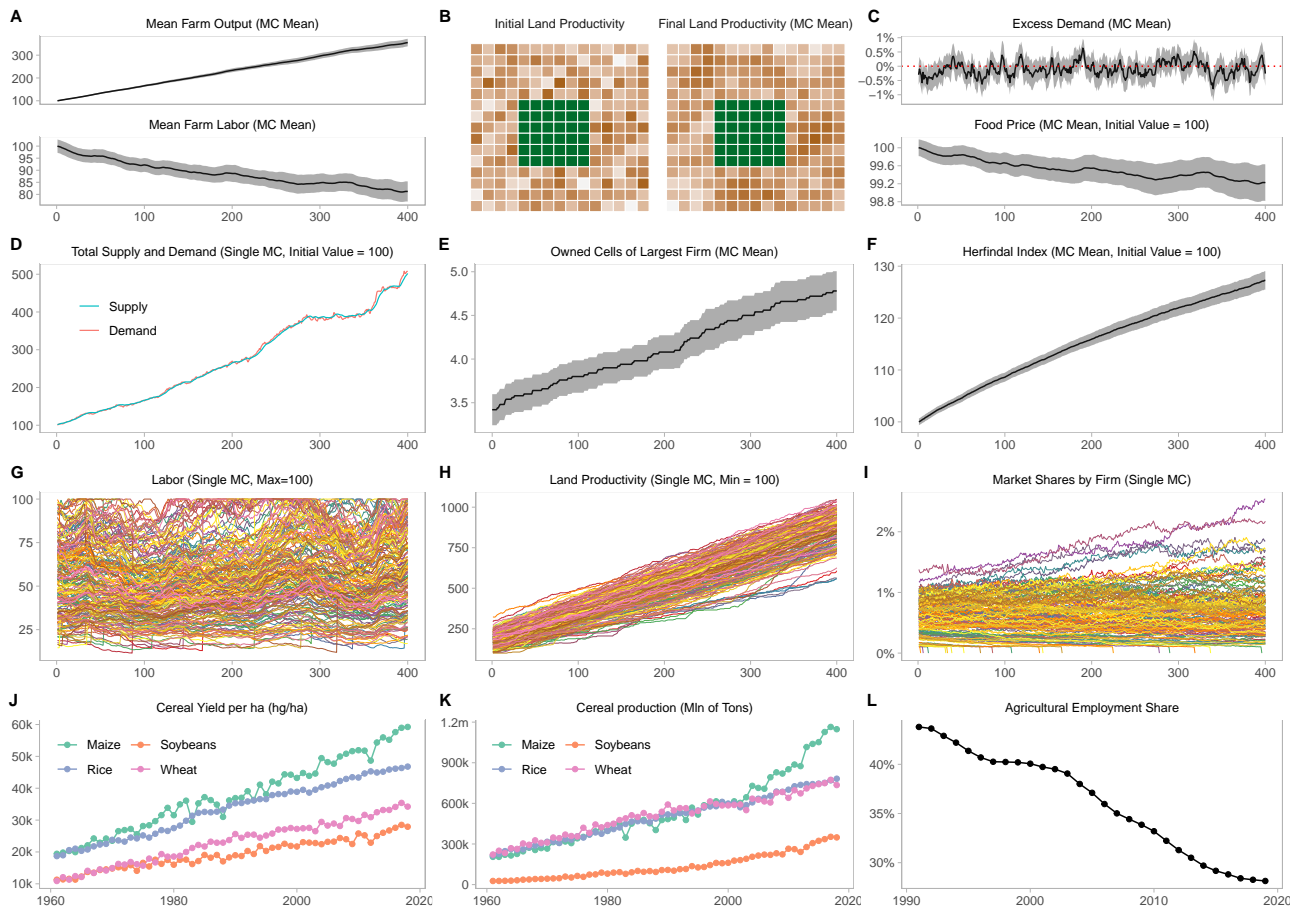 A
Mean Farm Output (MC Mean)
300
200
100
Mean Farm Labor (MC Mean)
100
95
90
85
80
0
100
200
300
400
B
Initial Land Productivity
Final Land Productivity (MC Mean)
C
Excess Demand (MC Mean)
1%
0.5%
0%
−0.5%
−1%
Food Price (MC Mean, Initial Value = 100)
100
99.6
99.2
98.8
0
100
200
300
400
D
Total Supply and Demand (Single MC, Initial Value = 100)
500
400
300
200
100
Supply
Demand
0
100
200
300
400
E
Owned Cells of Largest Firm (MC Mean)
5.0
4.5
4.0
3.5
0
100
200
300
400
F
Herfindal Index (MC Mean, Initial Value = 100)
130
120
110
100
0
100
200
300
400
G
Labor (Single MC, Max=100)
100
75
50
25
0
100
200
300
400
H
Land Productivity (Single MC, Min = 100)
1000
750
500
250
0
100
200
300
400
I
Market Shares by Firm (Single MC)
2%
1%
0%
0
100
200
300
400
J
Cereal Yield per ha (hg/ha)
60k
50k
40k
30k
20k
10k
Maize
Soybeans
Rice
Wheat
1960
1980
2000
2020
K
Cereal production (Mln of Tons)
1.2m
900k
600k
300k
0
Maize
Soybeans
Rice
Wheat
1960
1980
2000
2020
L
Agricultural Employment Share
40%
35%
30%
1990
2000
2010
2020